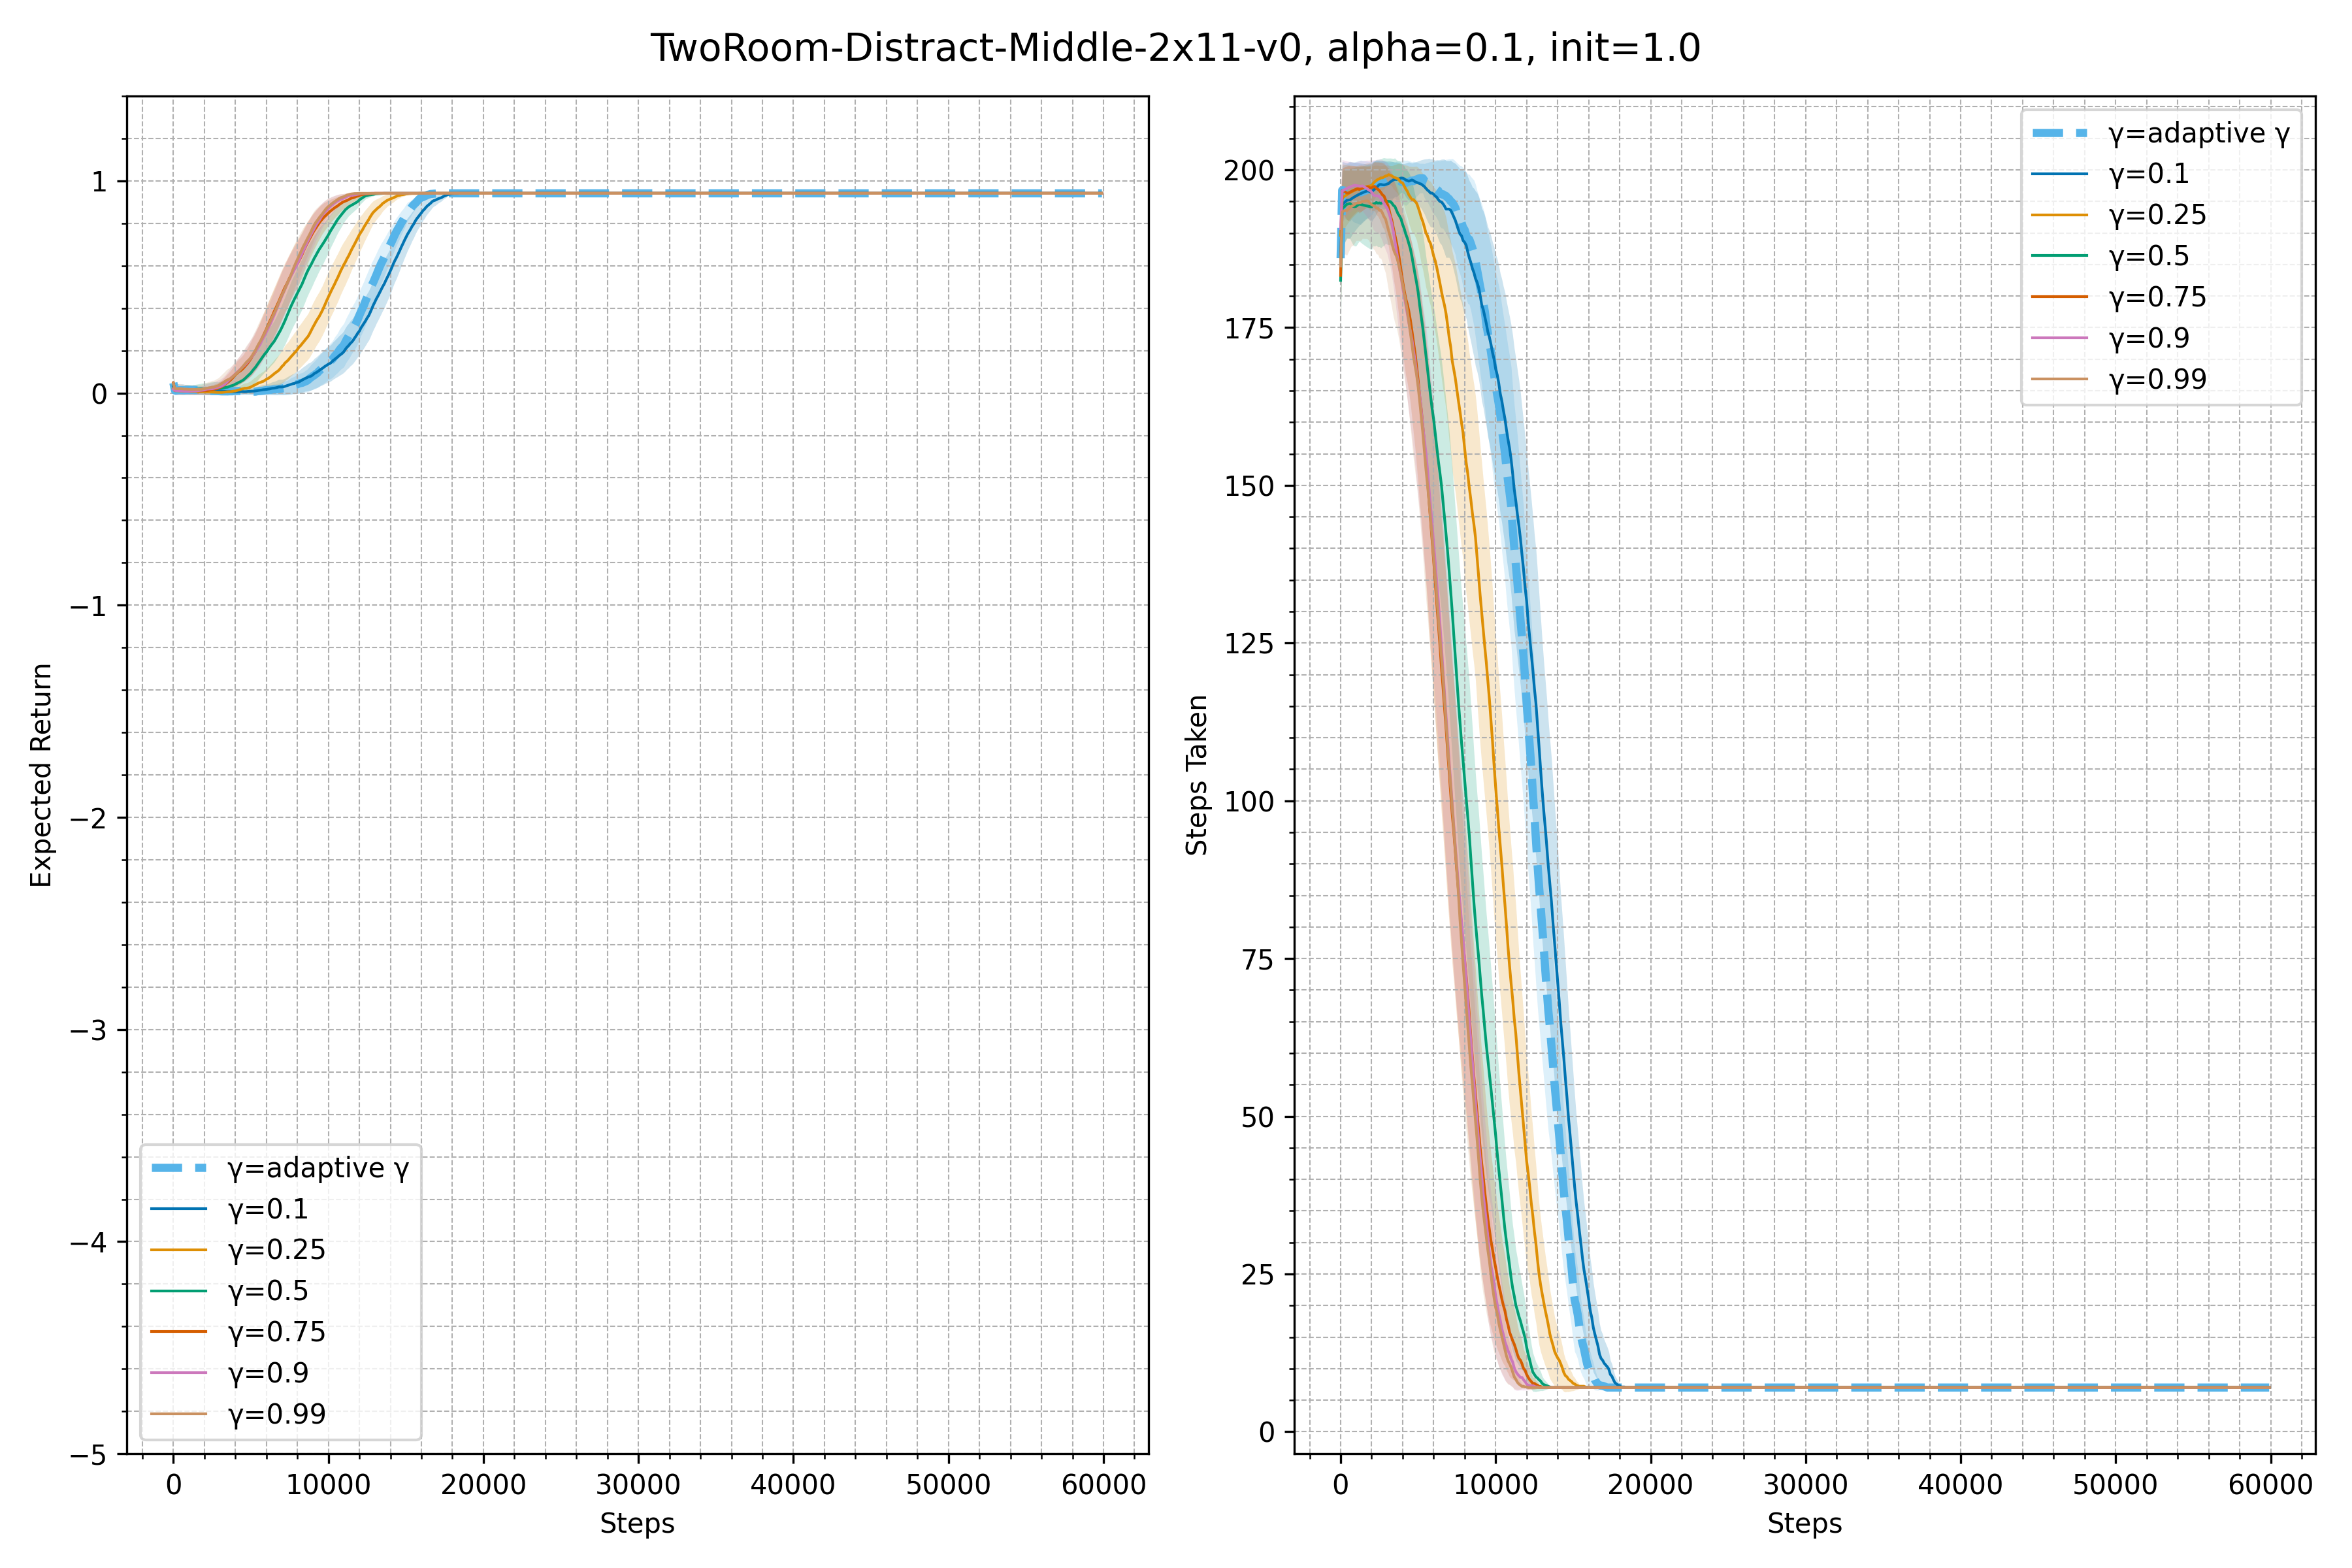 TwoRoom-Distract-Middle-2x11-v0, alpha=0.1, init=1.0
Expected Return
1
0
−1
−2
−3
−4
−5
γ=adaptive γ
γ=0.1
γ=0.25
γ=0.5
γ=0.75
γ=0.9
γ=0.99
0 10000 20000 30000 40000 50000 60000
Steps
Steps Taken
200
175
150
125
100
75
50
25
0
γ=adaptive γ
γ=0.1
γ=0.25
γ=0.5
γ=0.75
γ=0.9
γ=0.99
0 10000 20000 30000 40000 50000 60000
Steps